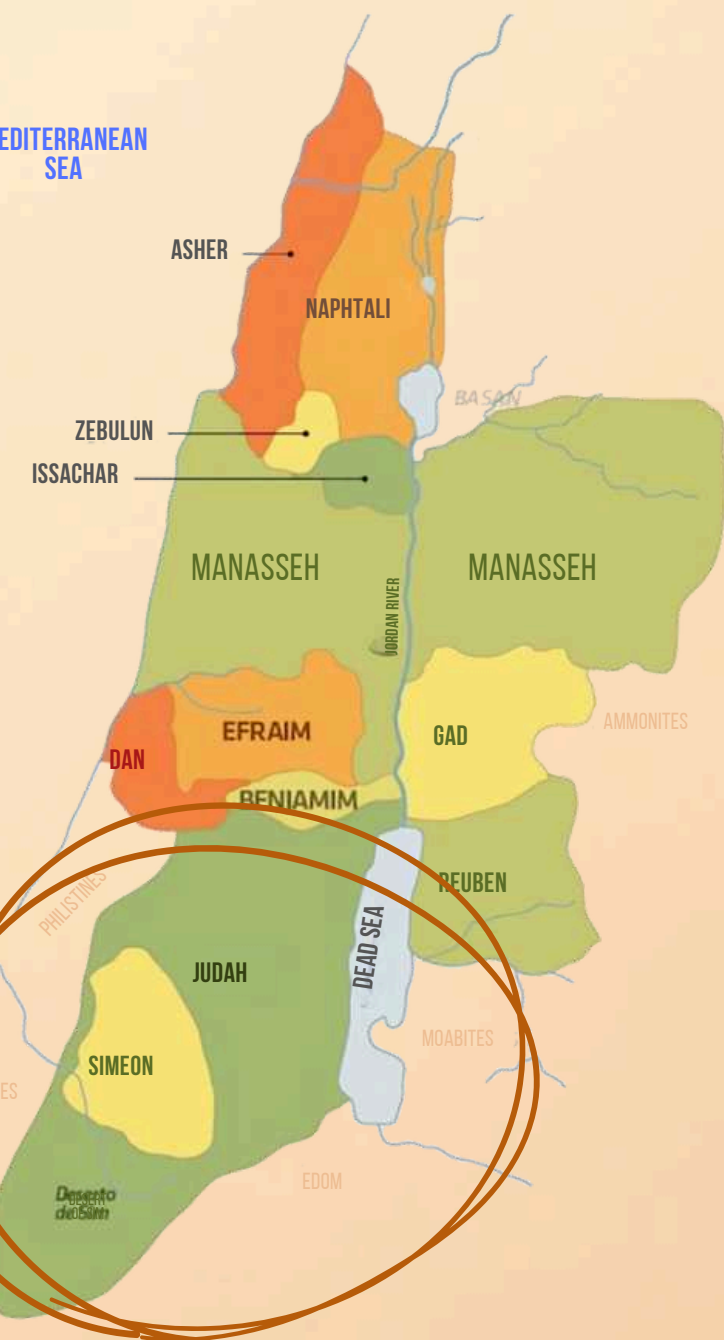 EDITERRANEAN
SEA
ASHER
NAPHTALI
BASAN
ZEBULUN
ISSACHAR
MANASSEH
MANASSEH
JORDAN RIVER
EFRAIM
GAD
AMMONITES
DAN
BENJAMIM
REUBEN
PHILISTINES
DEAD SEA
JUDAH
MOABITES
SIMEON
ES
EDOM
Deserto
de Sim